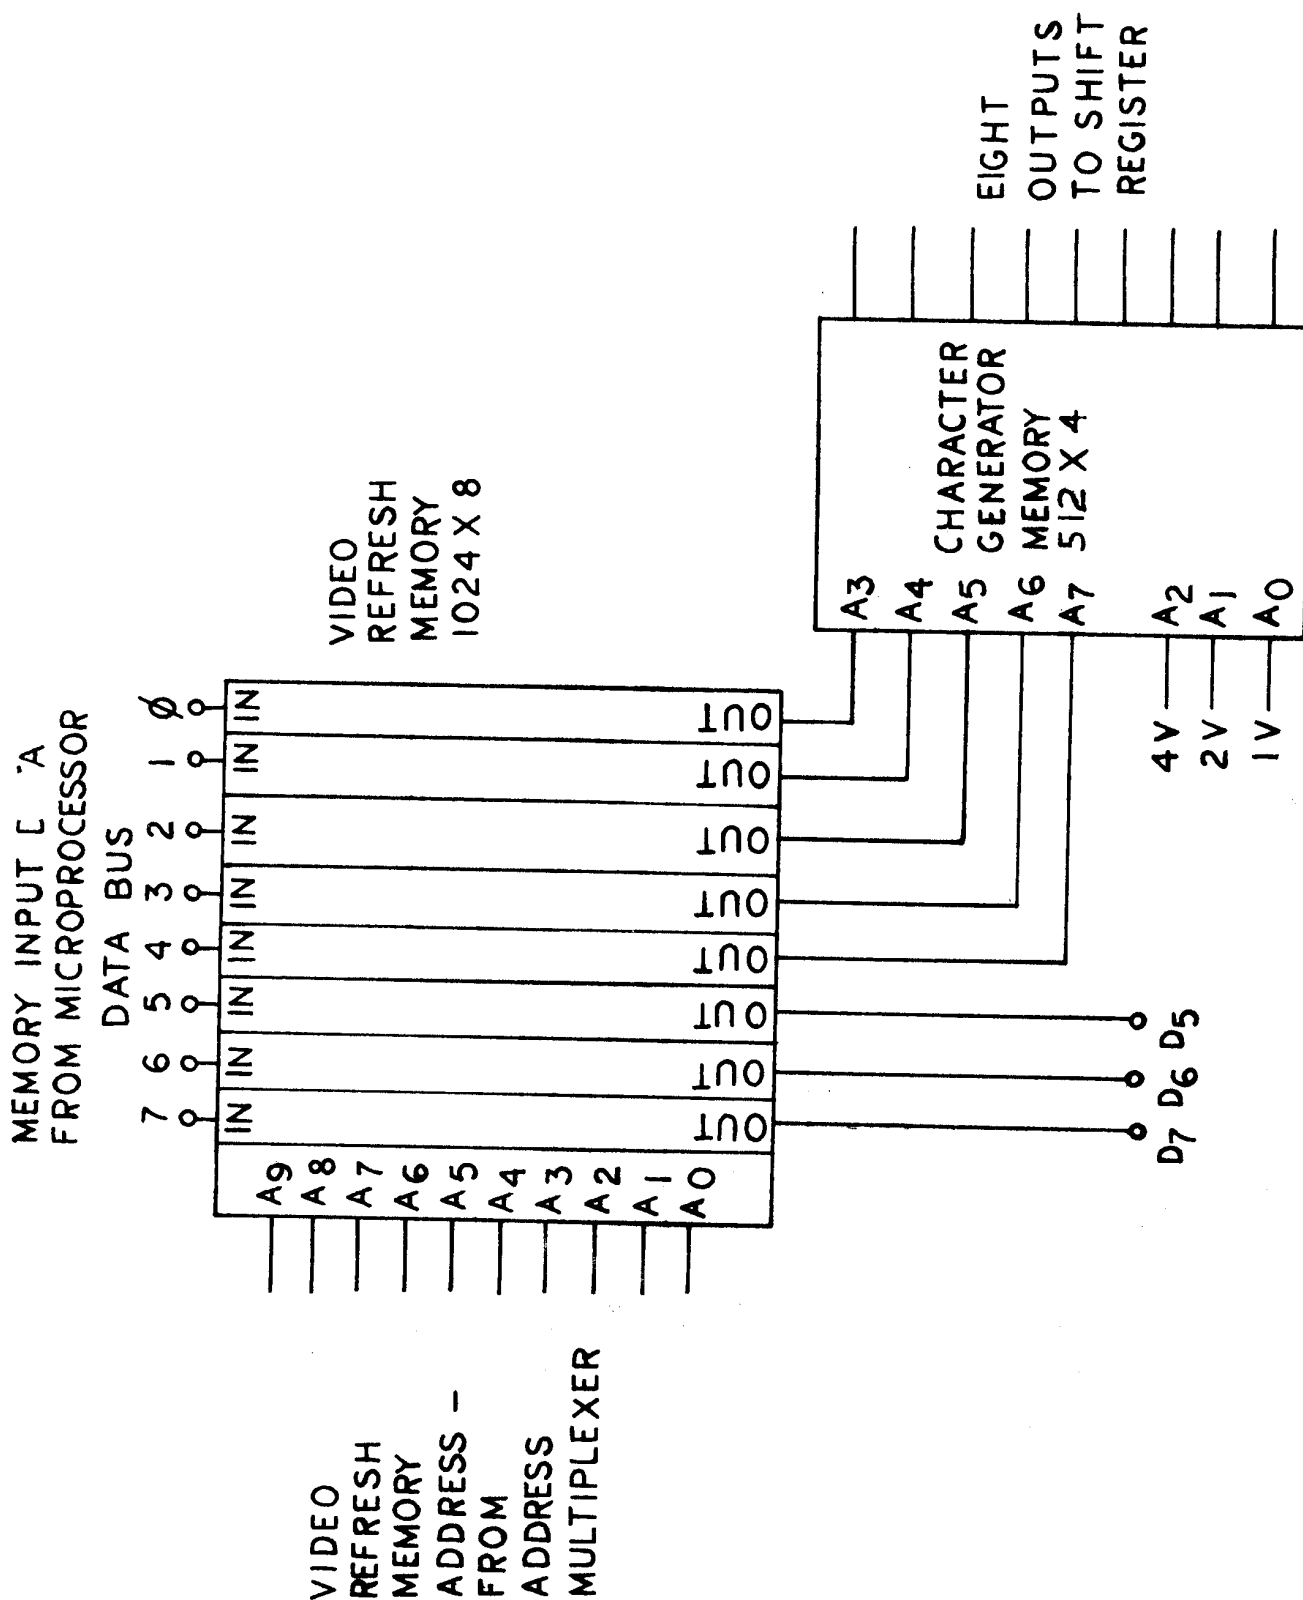 MEMORY INPUT
FROM MICROPROCESSOR
DATA BUS
7 6 5 4 3 2 1 Ø
IN IN IN IN IN IN IN IN
VIDEO
REFRESH
MEMORY
1024 X 8
A9
A8
A7
A6
A5
A4
A3
A2
A1
A0
OUT OUT OUT OUT OUT OUT OUT OUT
VIDEO
REFRESH
MEMORY
ADDRESS –
FROM
ADDRESS
MULTIPLEXER
A3
A4
A5
A6
A7
A2
A1
A0
CHARACTER
GENERATOR
MEMORY
512 X 4
4V
2V
1V
D7 D6 D5
EIGHT
OUTPUTS
TO SHIFT
REGISTER